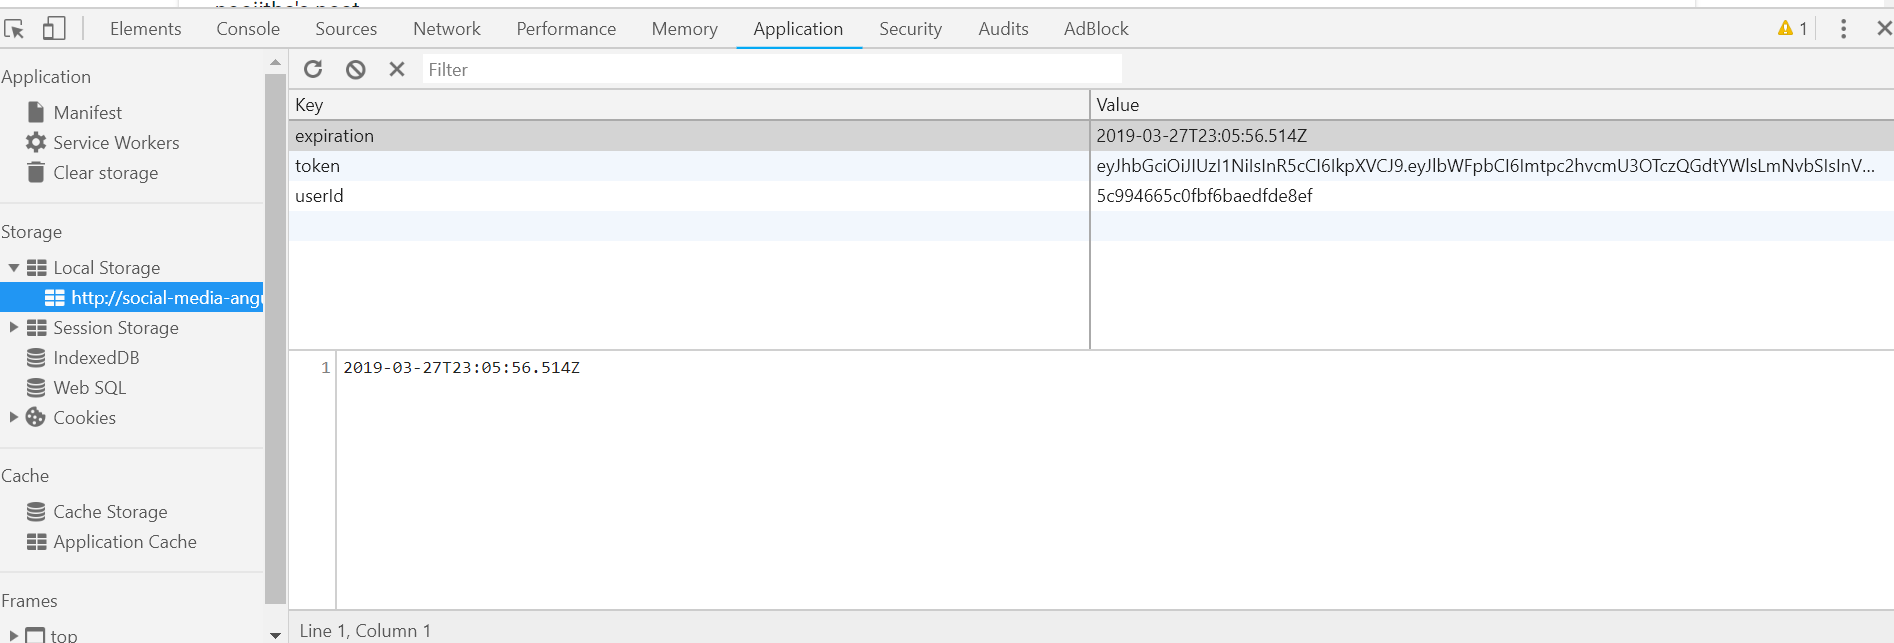 Elements Console Sources Network Performance Memory Application Security Audits AdBlock 1
Application
Manifest
Service Workers
Clear storage
Storage
Local Storage
http://social-media-angu
Session Storage
IndexedDB
Web SQL
Cookies
Cache
Cache Storage
Application Cache
Frames
top
Filter
Key Value
expiration 2019-03-27T23:05:56.514Z
token eyJhbGciOiJIUzI1NiIsInR5cCI6IkpXVCJ9.eyJlbWFpbCI6Imtpc2hvcmU3OTczQGdtYWlsLmNvbSIsInV...
userId 5c994665c0fbf6baedfde8ef
1 2019-03-27T23:05:56.514Z
Line 1, Column 1